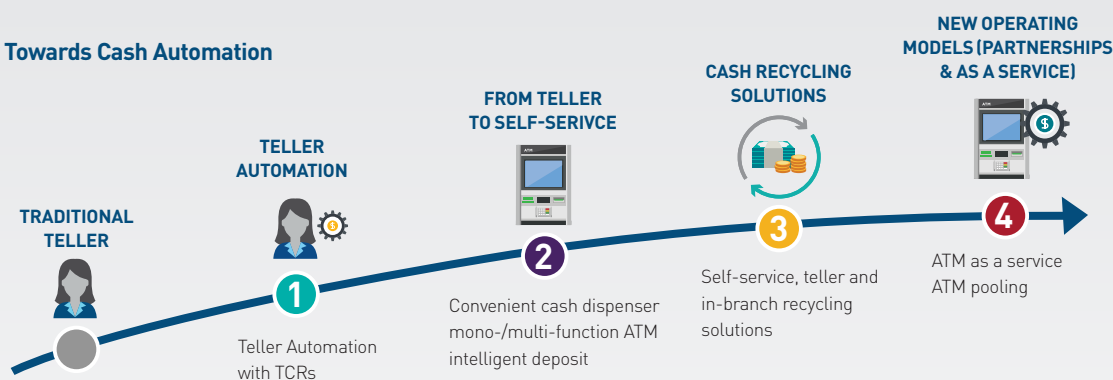 Towards Cash Automation
TRADITIONAL
TELLER
TELLER
AUTOMATION
1
Teller Automation
with TCRs
FROM TELLER
TO SELF-SERIVCE
ATM
2
Convenient cash dispenser
mono-/multi-function ATM
intelligent deposit
CASH RECYCLING
SOLUTIONS
3
Self-service, teller and
in-branch recycling
solutions
NEW OPERATING
MODELS (PARTNERSHIPS
& AS A SERVICE)
ATM
$
4
ATM as a service
ATM pooling